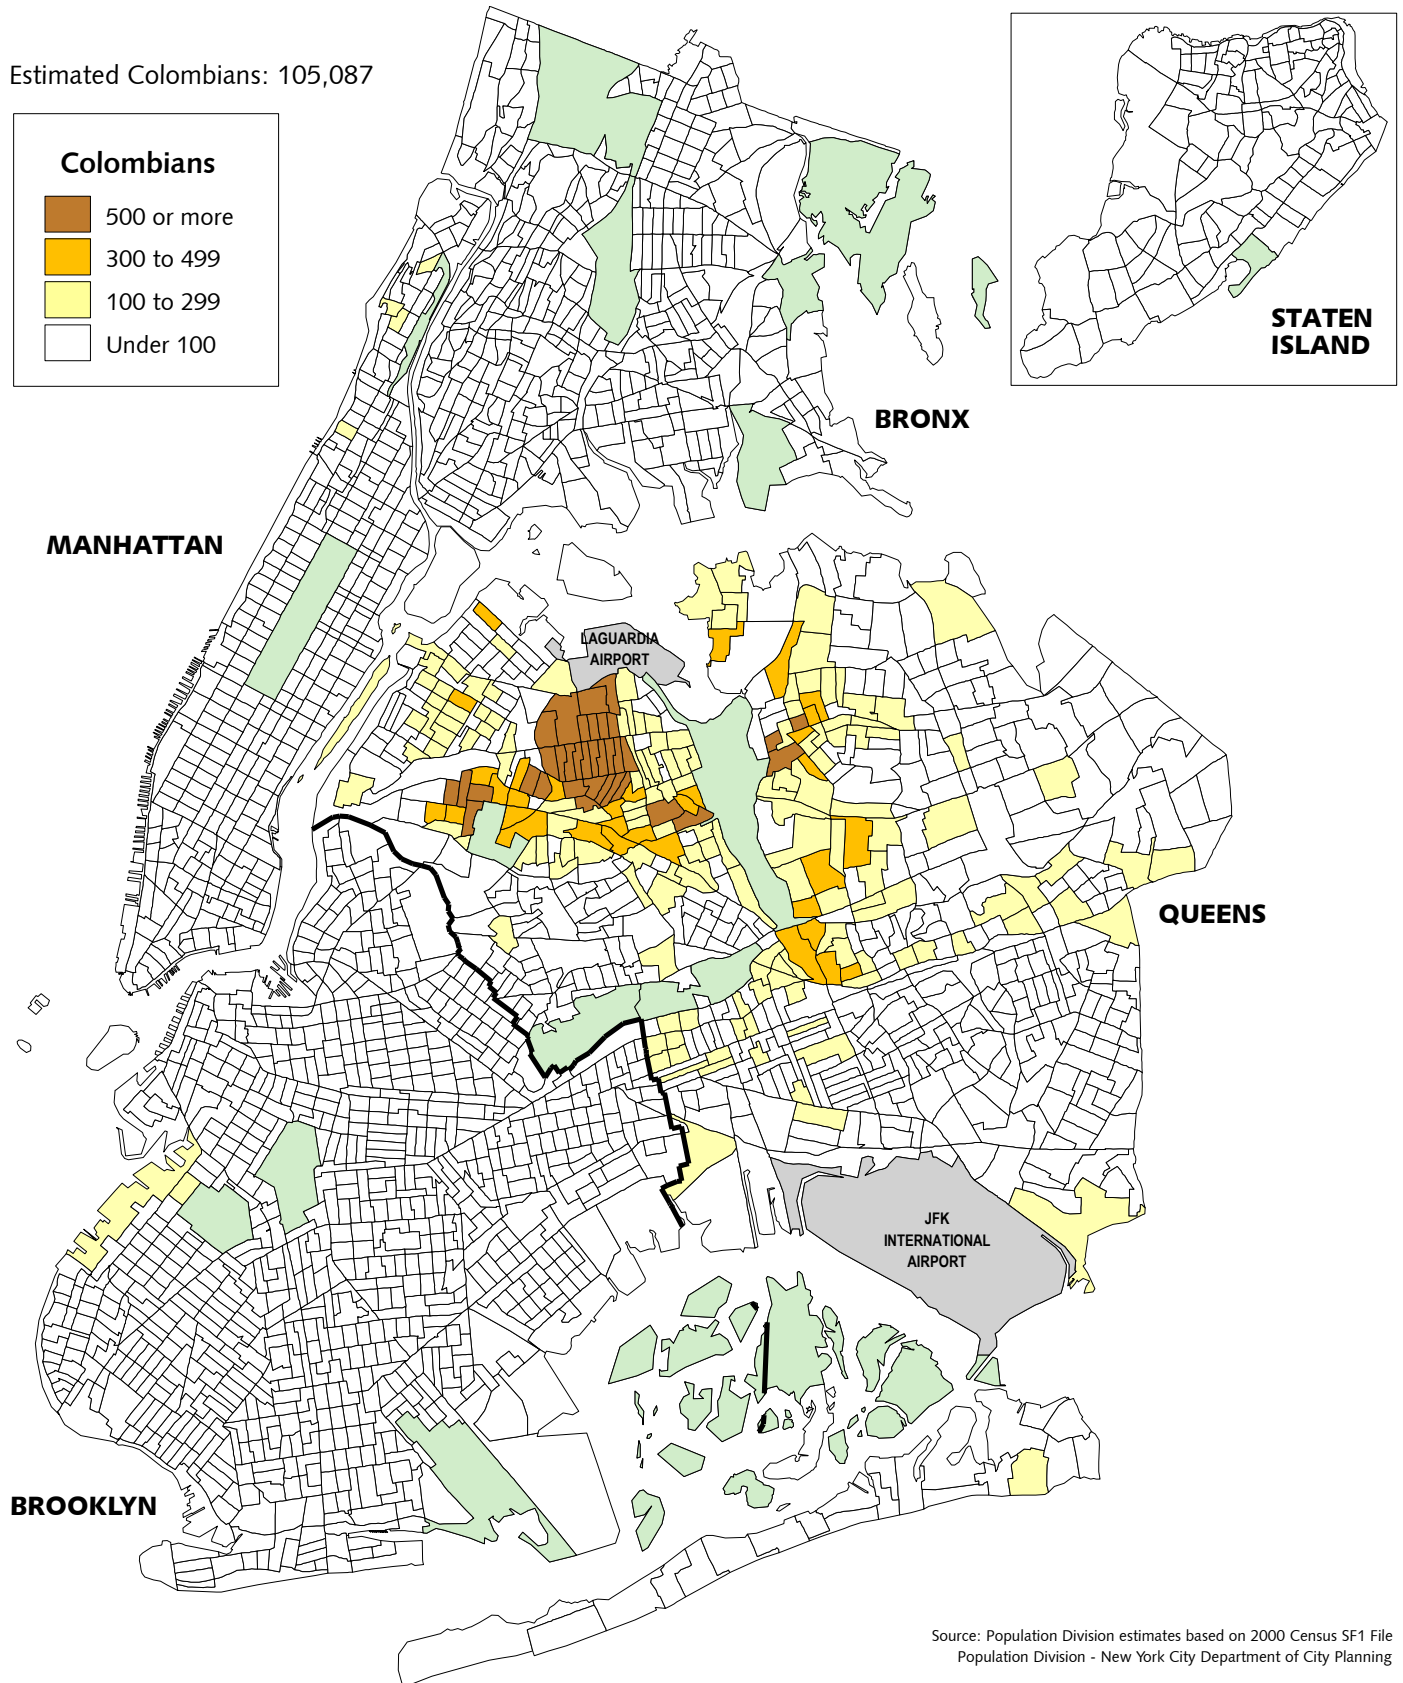 Estimated Colombians: 105,087
Colombians
500 or more
300 to 499
100 to 299
Under 100
STATEN
ISLAND
BRONX
MANHATTAN
LAGUARDIA
AIRPORT
QUEENS
JFK
INTERNATIONAL
AIRPORT
BROOKLYN
Source: Population Division estimates based on 2000 Census SF1 File
Population Division - New York City Department of City Planning